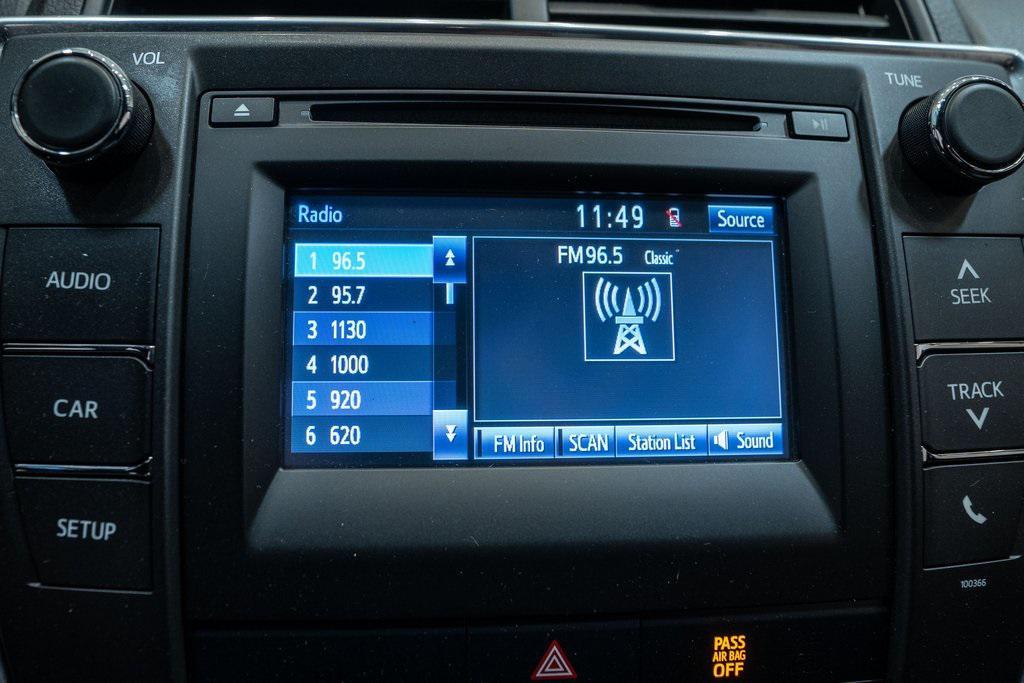 VOL
TUNE
Radio
11:49
Source
1 96.5
2 95.7
3 1130
4 1000
5 920
6 620
FM96.5 Classic
FM Info
SCAN
Station List
Sound
AUDIO
CAR
SETUP
SEEK
TRACK
100366
PASS
AIR BAG
OFF